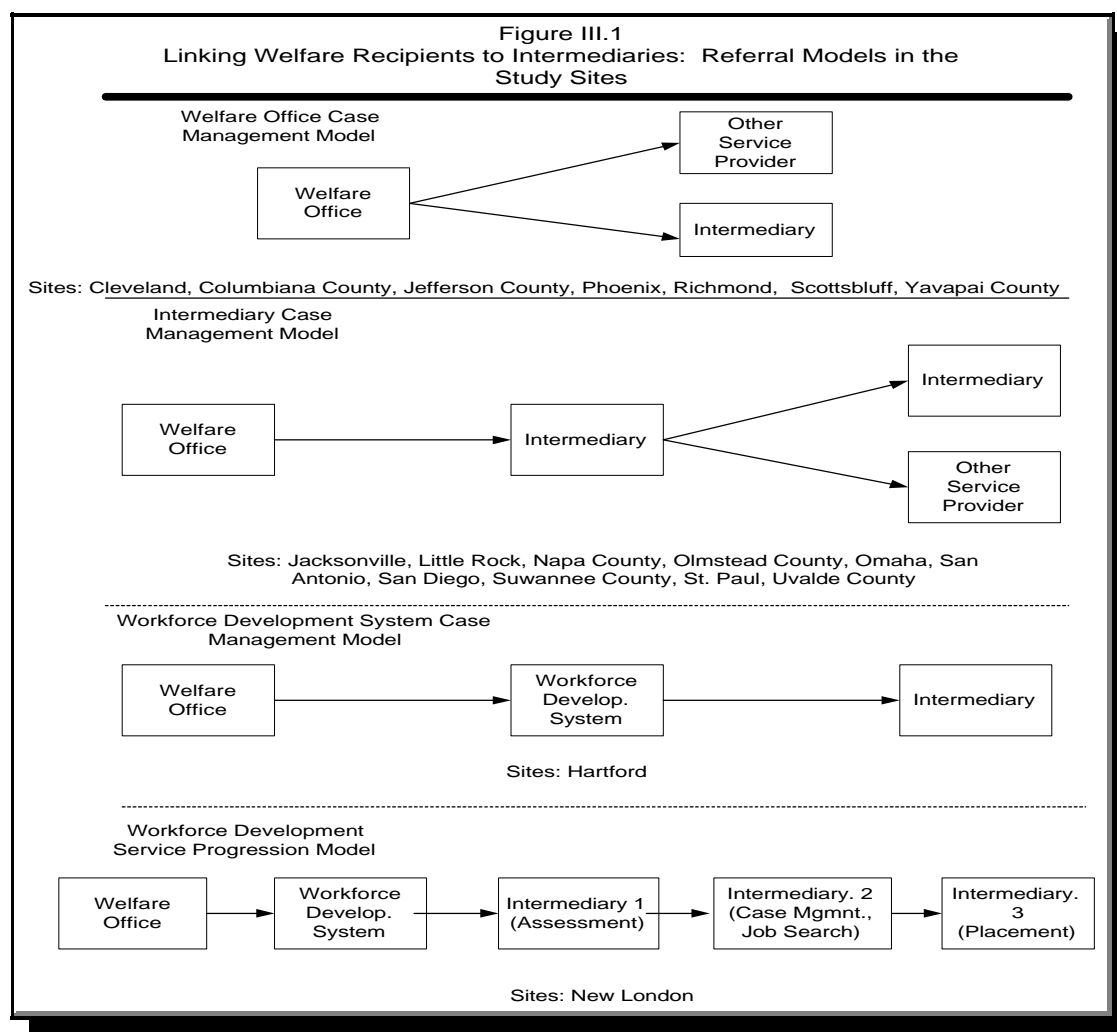 Figure III.1
Linking Welfare Recipients to Intermediaries: Referral Models in the
Study Sites
Welfare Office Case
Management Model
Welfare
Office
Other
Service
Provider
Intermediary
Sites: Cleveland, Columbiana County, Jefferson County, Phoenix, Richmond, Scottsbluff, Yavapai County
Intermediary Case
Management Model
Welfare
Office
Intermediary
Intermediary
Other
Service
Provider
Sites: Jacksonville, Little Rock, Napa County, Olmstead County, Omaha, San
Antonio, San Diego, Suwannee County, St. Paul, Uvalde County
Workforce Development System Case
Management Model
Welfare
Office
Workforce
Develop.
System
Intermediary
Sites: Hartford
Workforce Development
Service Progression Model
Welfare
Office
Workforce
Develop.
System
Intermediary 1
(Assessment)
Intermediary. 2
(Case Mgmnt.,
Job Search)
Intermediary.
3
(Placement)
Sites: New London